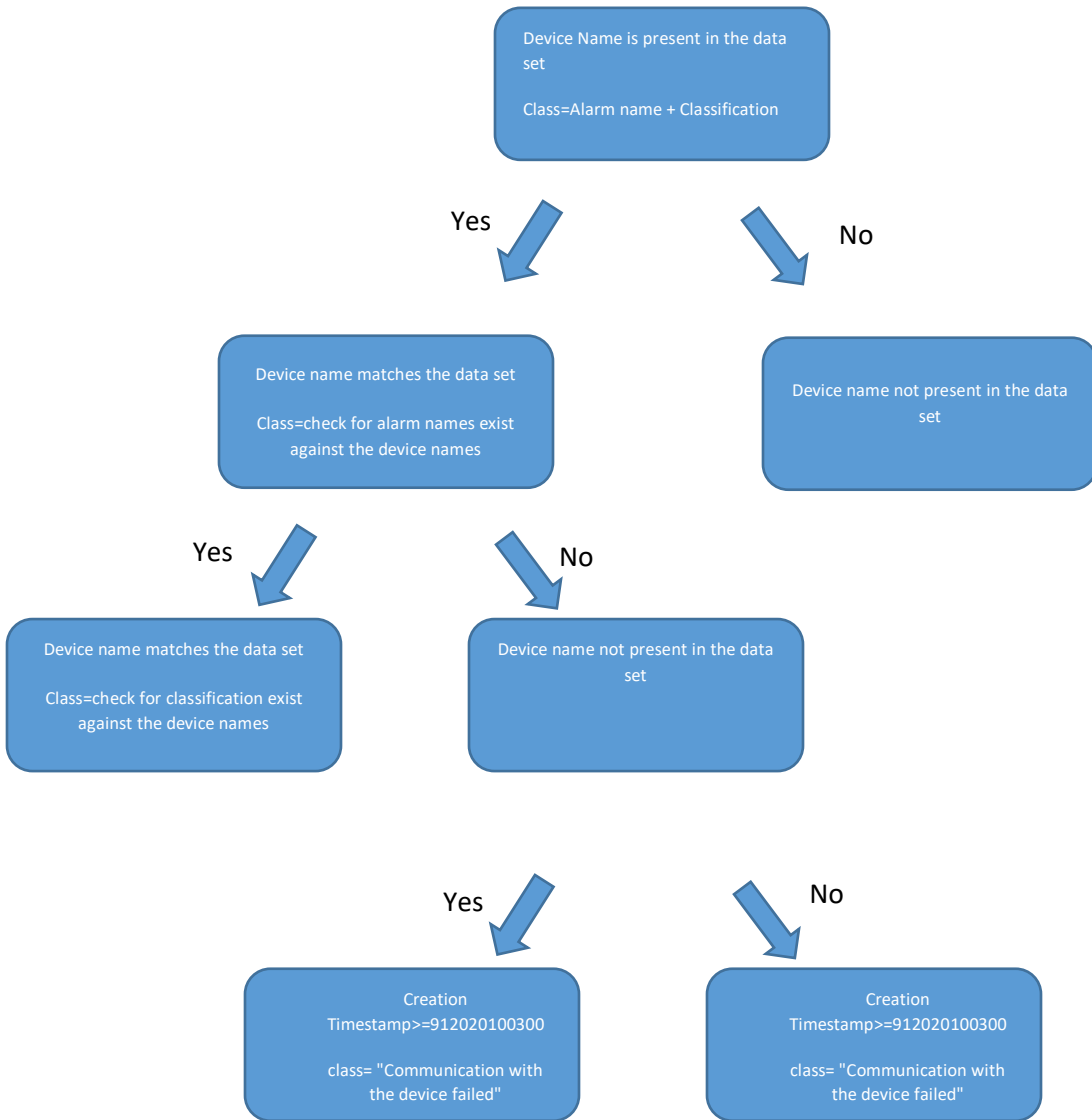 Device Name is present in the data
set
Class=Alarm name + Classification
Yes
No
Device name matches the data set
Class=check for alarm names exist
against the device names
Device name not present in the data
set
Yes
No
Device name matches the data set
Class=check for classification exist
against the device names
Device name not present in the data
set
Yes
No
Creation
Timestamp>=912020100300
class= "Communication with
the device failed"
Creation
Timestamp>=912020100300
class= "Communication with
the device failed"